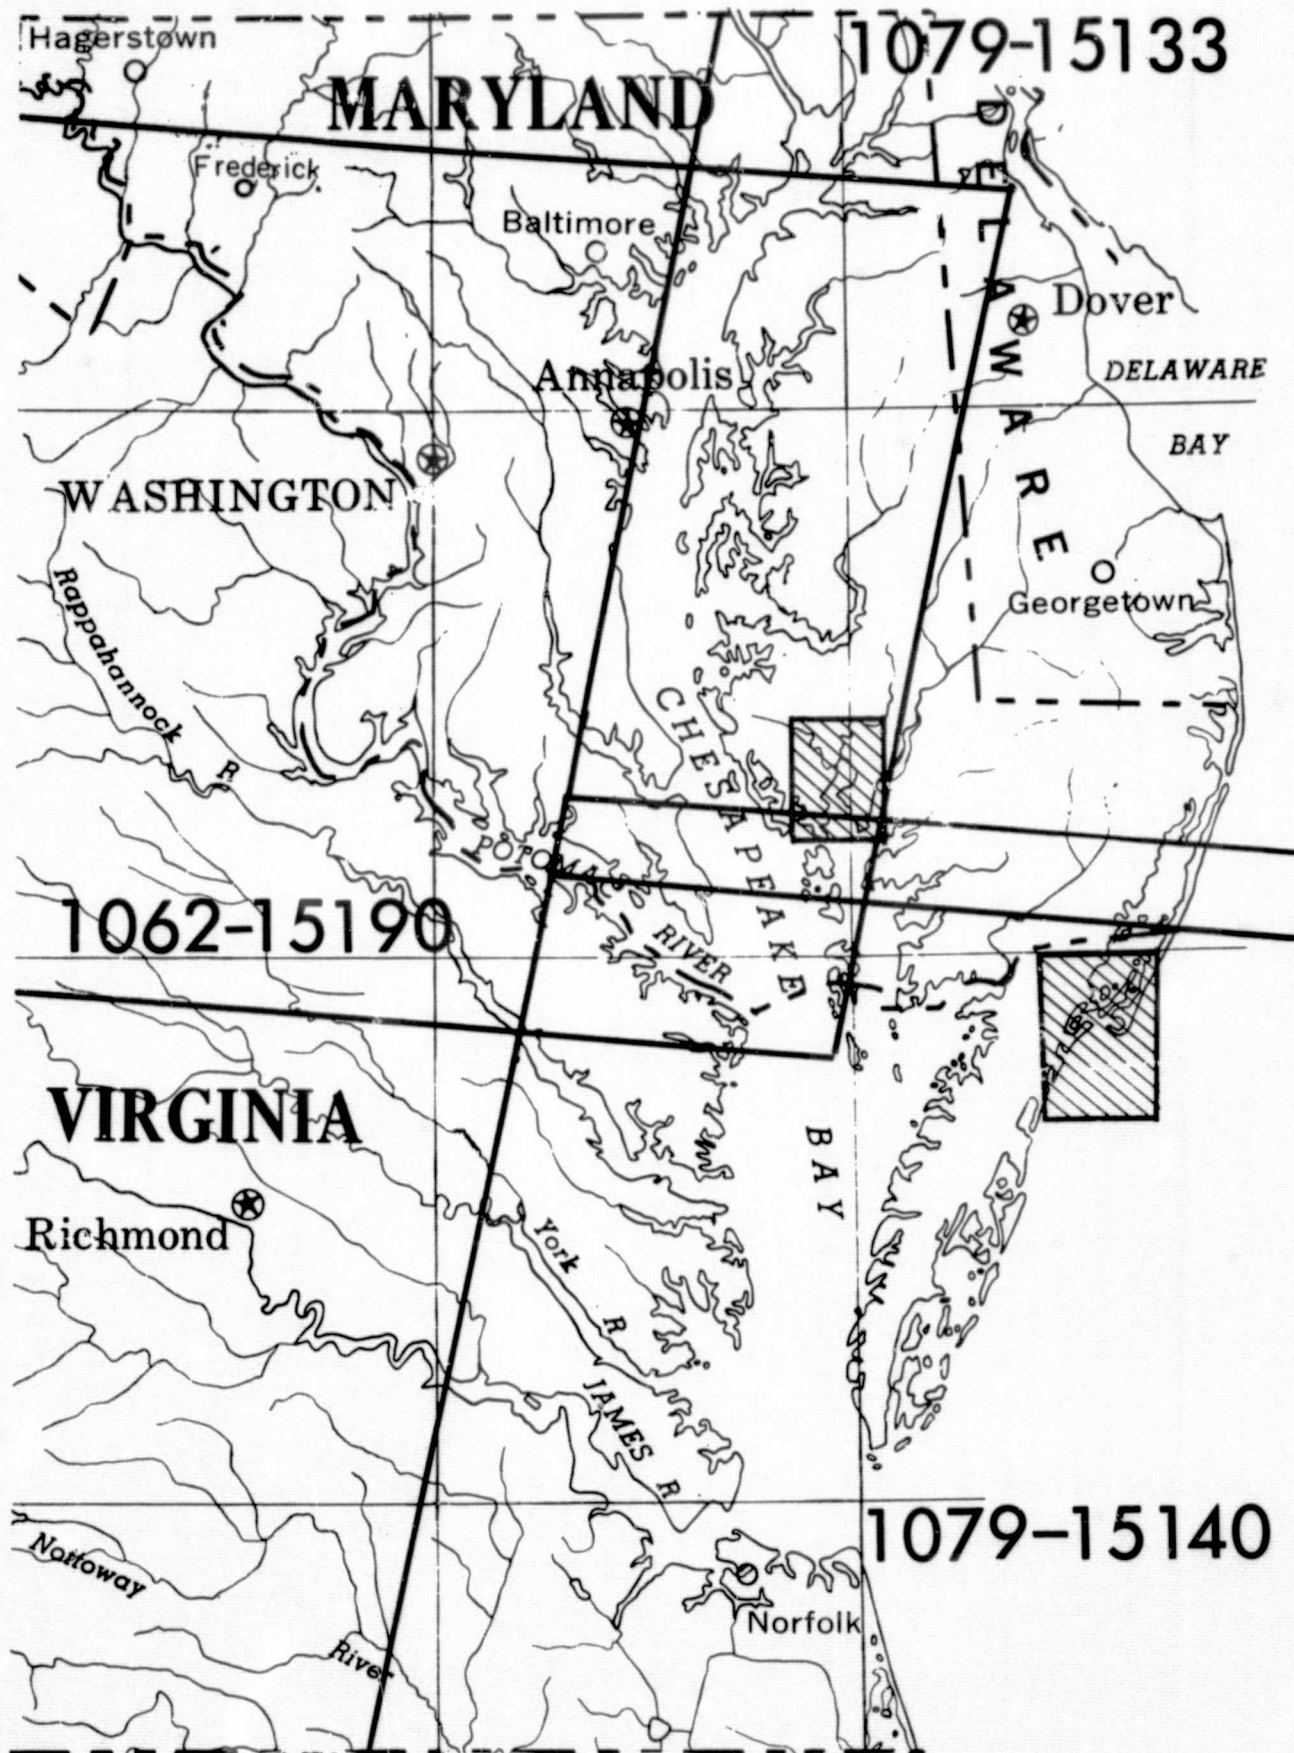 1079-15133
Hagerstown
MARYLAND
DELAWARE
Frederick
Baltimore
Dover
Annapolis
DELAWARE
BAY
WASHINGTON
Georgetown
Rappahannock
R
CHESAPEAKE
POTOMAC
RIVER
1062-15190
VIRGINIA
BAY
Richmond
York
R
JAMES
R
1079-15140
Nottoway
River
Norfolk